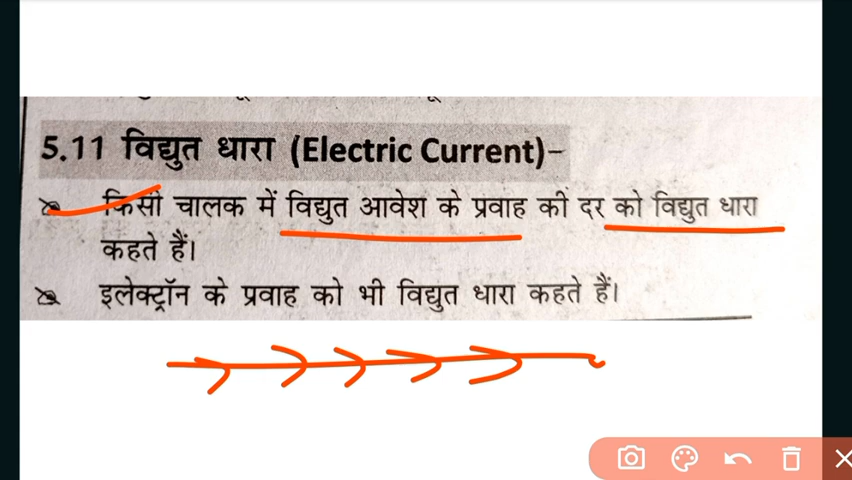 5.11 विद्युत धारा (Electric Current)–
किसी चालक में विद्युत आवेश के प्रवाह की दर को विद्युत धारा
कहते हैं।
इलेक्ट्रॉन के प्रवाह को भी विद्युत धारा कहते हैं।